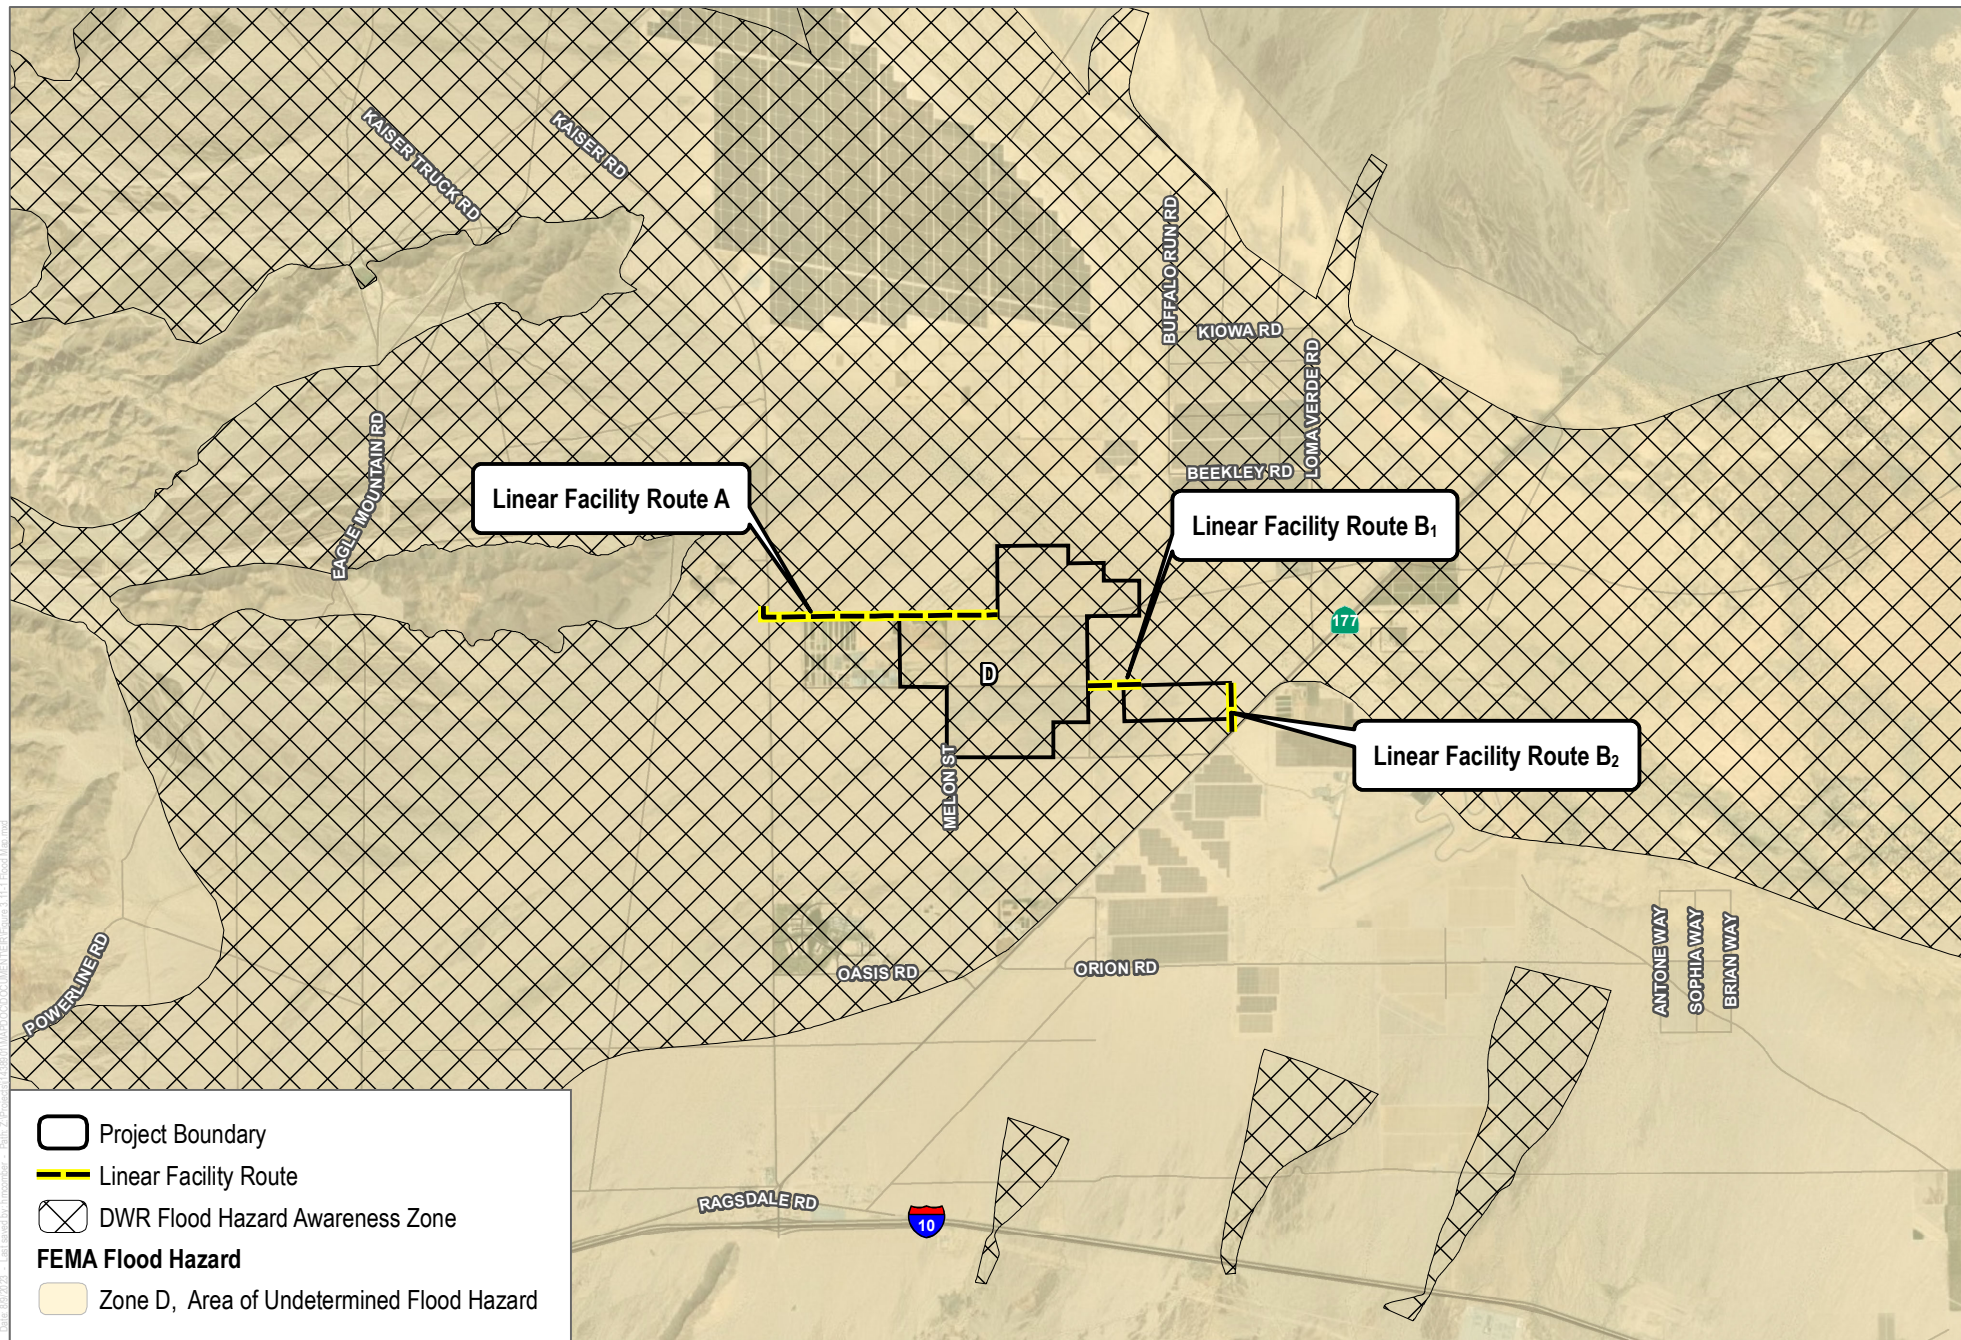 KAISER TRUCK RD
KAISER RD
BUFFALO RUN RD
KIOWA RD
LOMA VERDE RD
BEEKLEY RD
EAGLE MOUNTAIN RD
Linear Facility Route A
Linear Facility Route B₁
177
D
Linear Facility Route B₂
MELON ST
POWERLINE RD
OASIS RD
ORION RD
ANTONE WAY
SOPHIA WAY
BRIAN WAY
RAGSDALE RD
10
Project Boundary
Linear Facility Route
DWR Flood Hazard Awareness Zone
FEMA Flood Hazard
Zone D, Area of Undetermined Flood Hazard